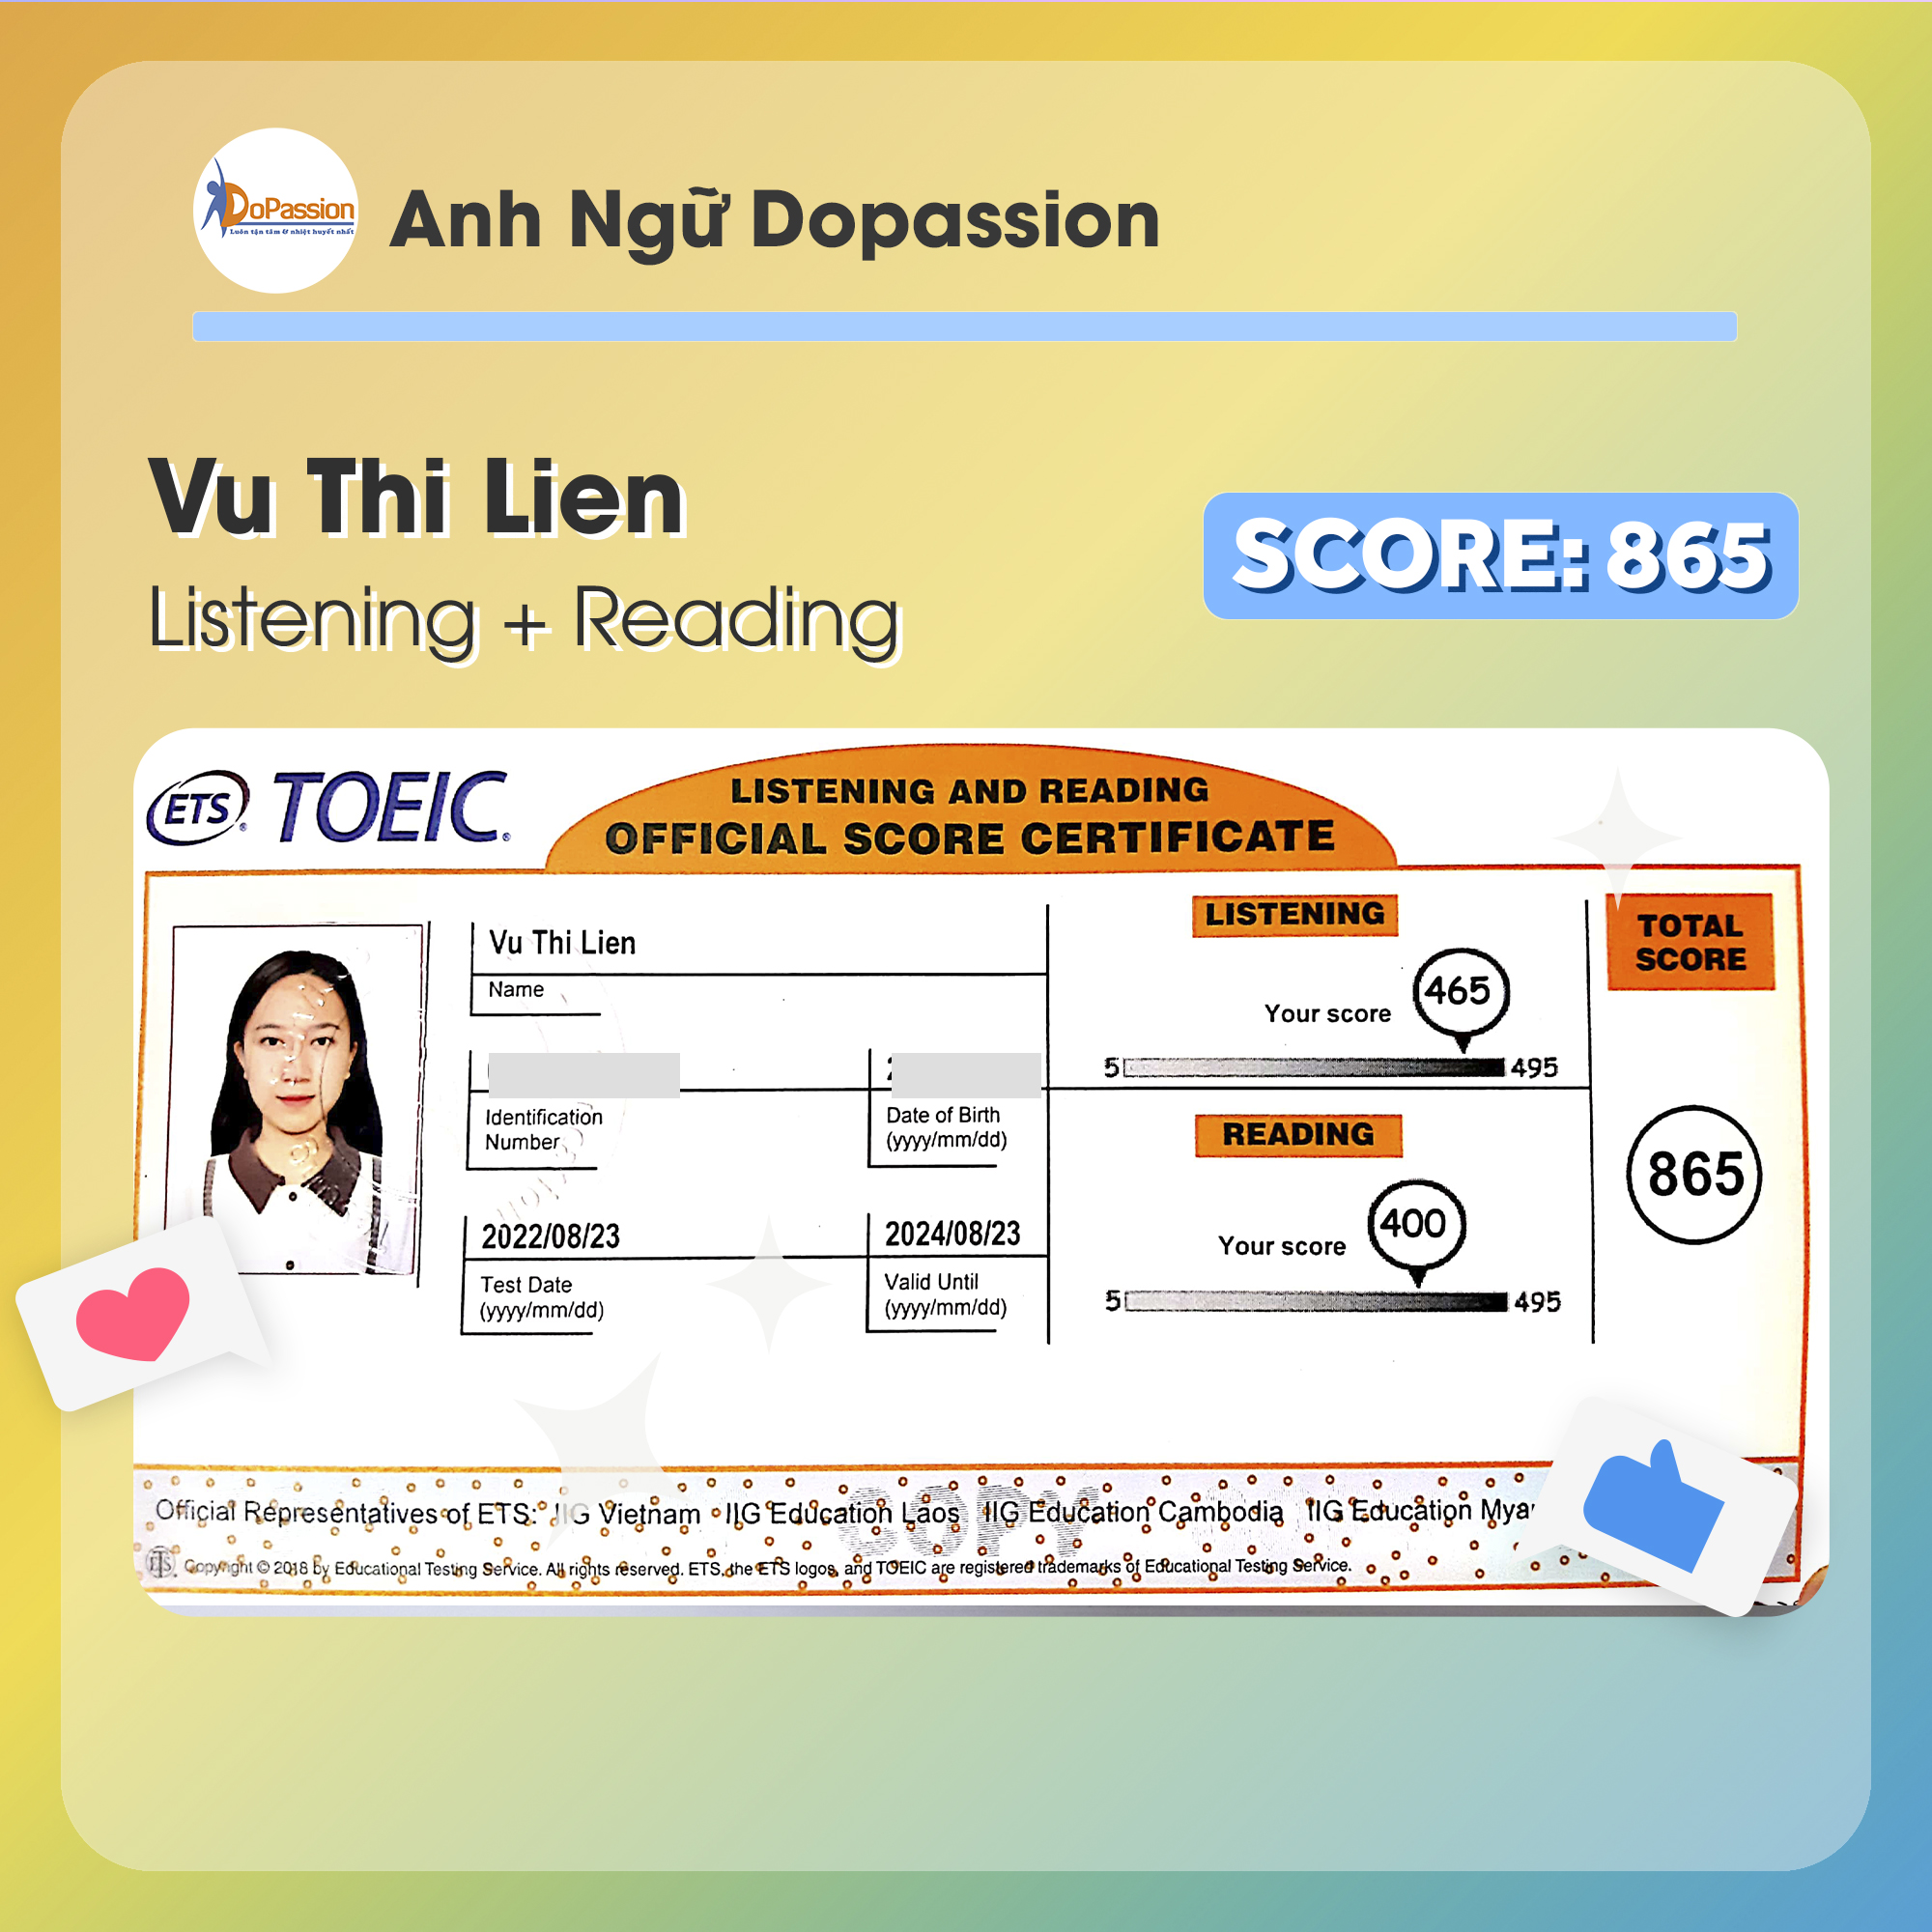 DoPassion
Luôn tận tâm & nhiệt huyết nhất
Anh Ngữ Dopassion
Vu Thi Lien
Listening + Reading
SCORE: 865
ETS® TOEIC®
LISTENING AND READING
OFFICIAL SCORE CERTIFICATE
Vu Thi Lien
Name
Identification
Number
Date of Birth
(yyyy/mm/dd)
2022/08/23
Test Date
(yyyy/mm/dd)
2024/08/23
Valid Until
(yyyy/mm/dd)
LISTENING
Your score
465
5
495
READING
Your score
400
5
495
TOTAL
SCORE
865
COPY
Official Representatives of ETS: IIG Vietnam IIG Education Laos IIG Education Cambodia IIG Education
ETS. Copyright © 2018 by Educational Testing Service. All rights reserved. ETS, the ETS logos, and TOEIC are registered trademarks of Educational Testing Service.